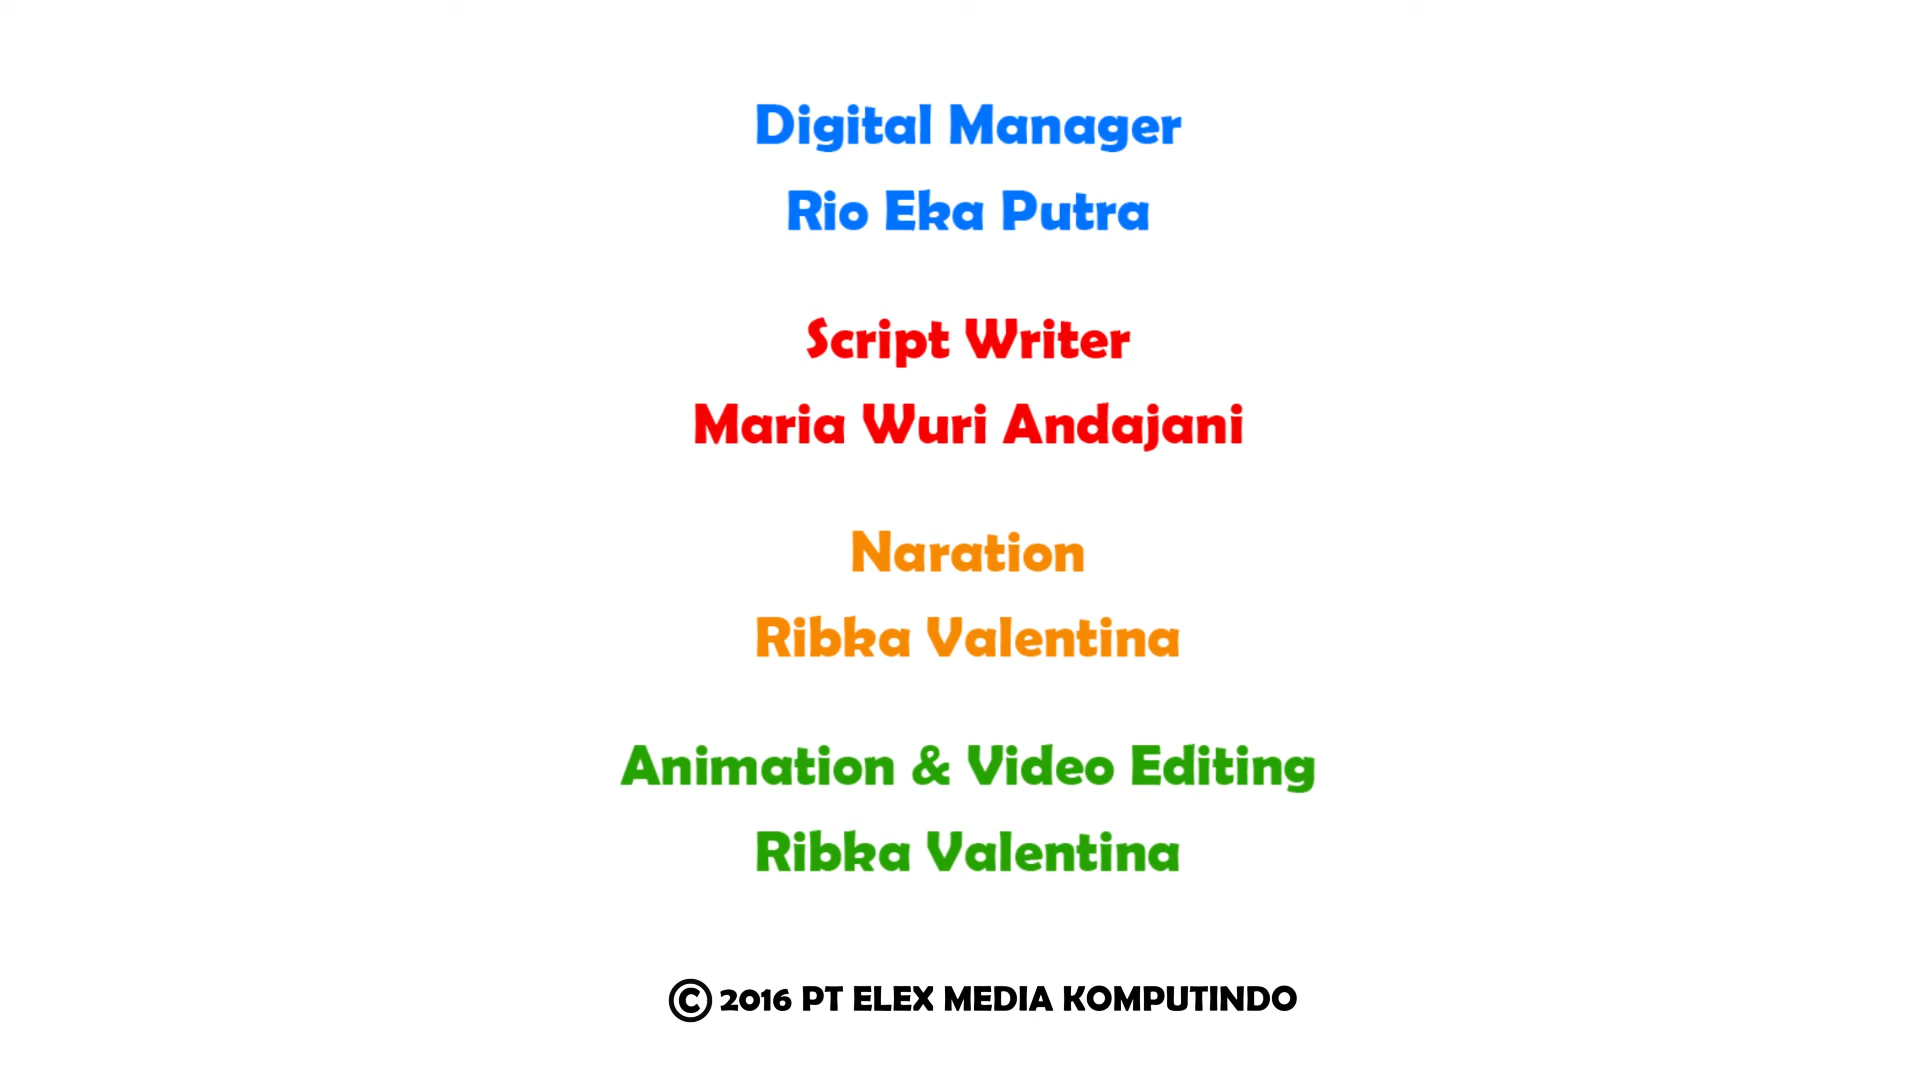 Digital Manager
Rio Eka Putra
Script Writer
Maria Wuri Andajani
Naration
Ribka Valentina
Animation & Video Editing
Ribka Valentina
© 2016 PT ELEX MEDIA KOMPUTINDO